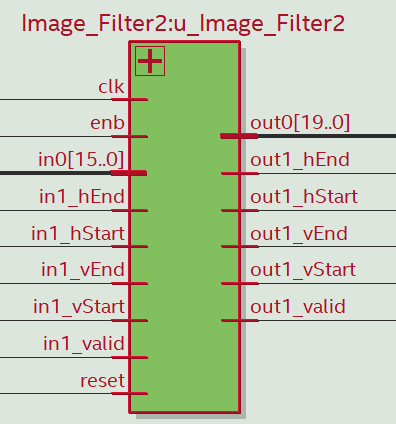 Image_Filter2:u_Image_Filter2
clk
enb
in0[15..0]
in1_hEnd
in1_hStart
in1_vEnd
in1_vStart
in1_valid
reset
out0[19..0]
out1_hEnd
out1_hStart
out1_vEnd
out1_vStart
out1_valid